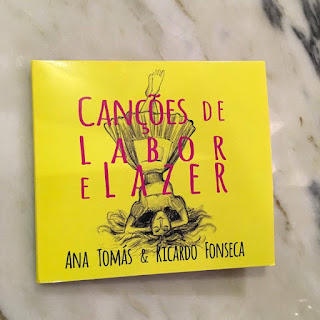 CANÇÕES DE
LABOR
E LAZER
ANA TOMÁS & RICARDO FONSECA